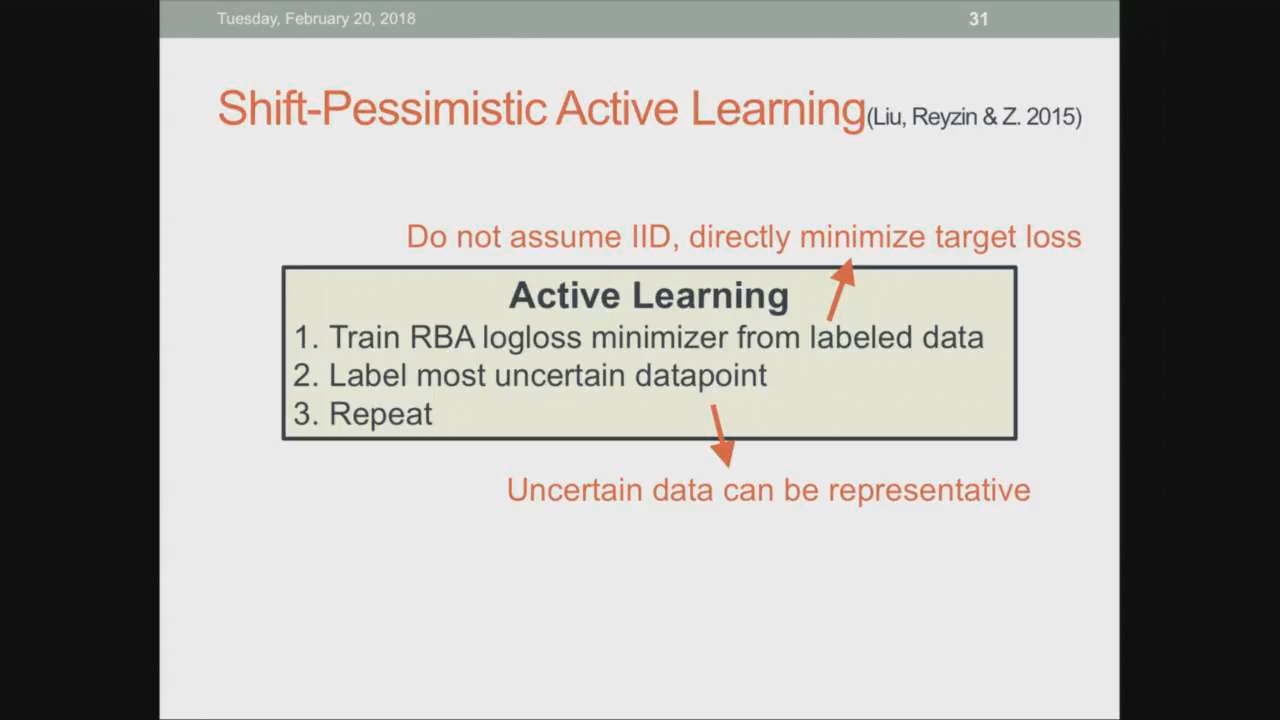 Tuesday, February 20, 2018
31
Shift-Pessimistic Active Learning(Liu, Reyzin & Z. 2015)
Do not assume IID, directly minimize target loss
Active Learning
1. Train RBA logloss minimizer from labeled data
2. Label most uncertain datapoint
3. Repeat
Uncertain data can be representative